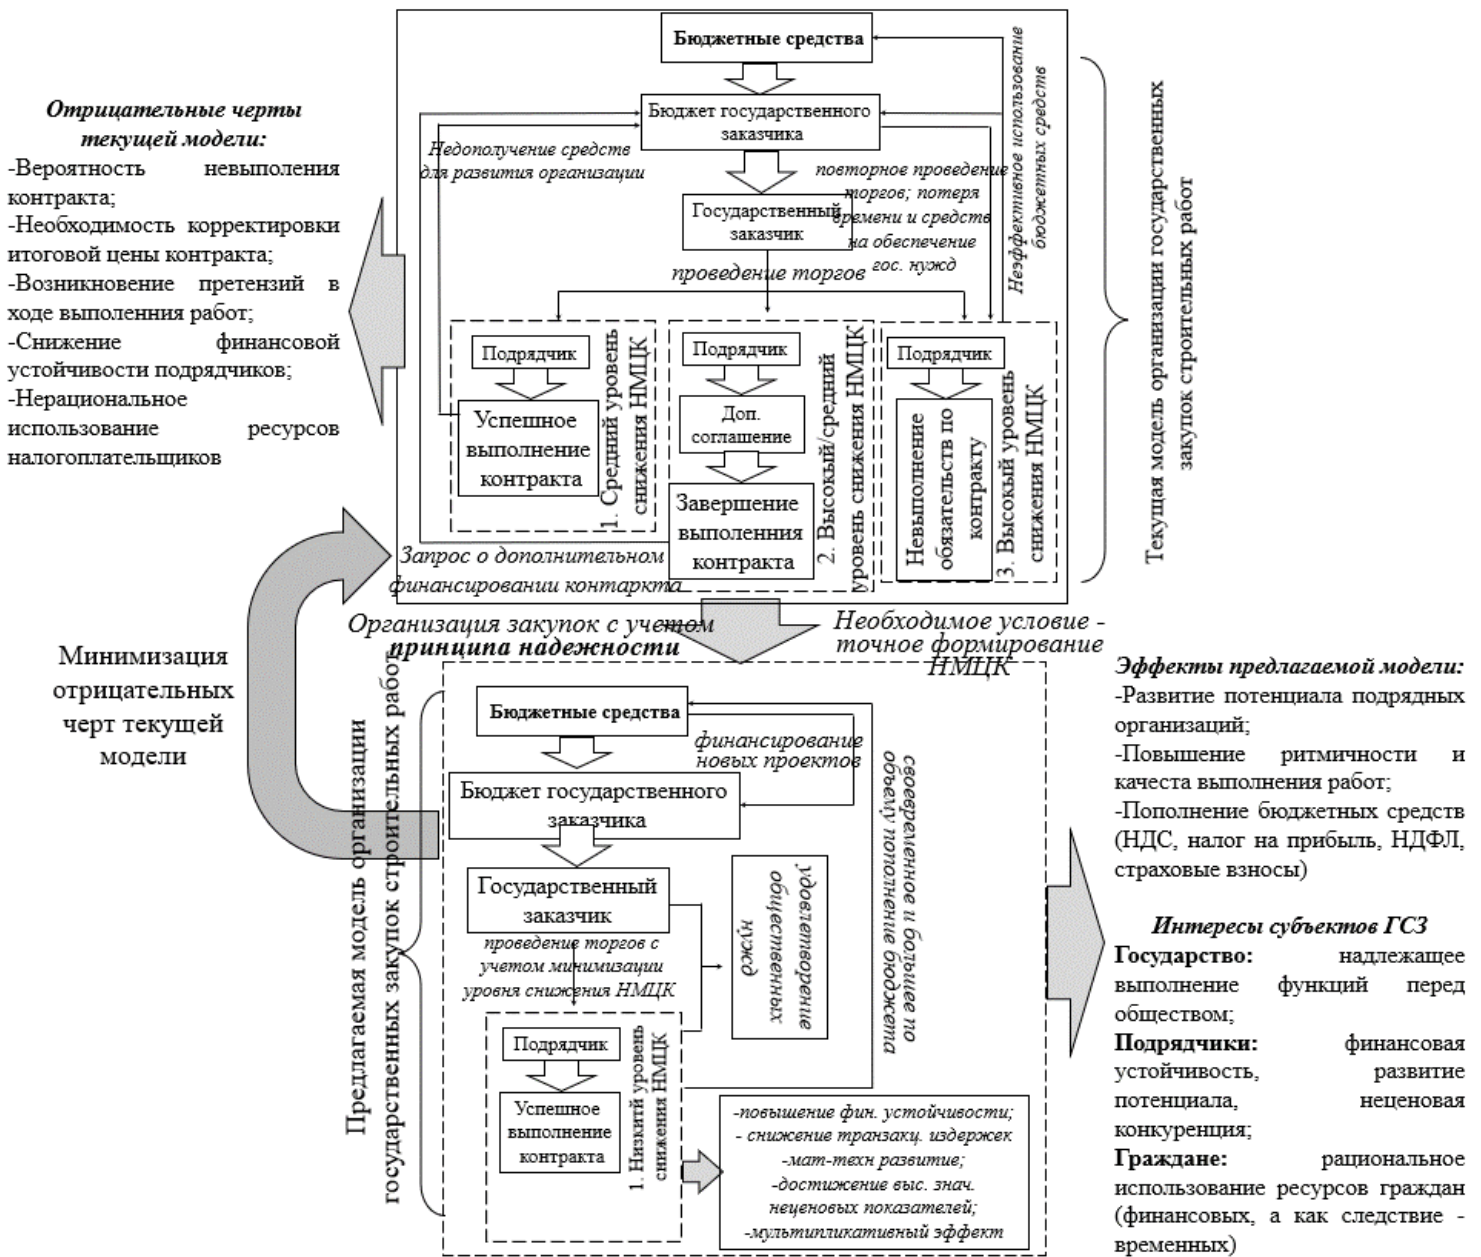 Бюджетные средства
Бюджет государственного
заказчика
Недополучение средств
для развития организации
повторное проведение
торгов; потеря
времени и средств
на обеспечение
гос. нужд
Неэффективное использование
бюджетных средств
Государственный
заказчик
проведение торгов
Подрядчик
Успешное
выполнение
контракта
1. Средний уровень
снижения НМЦК
Подрядчик
Доп.
соглашение
Завершение
выполенния
контракта
2. Высокый/средний
уровень снижения НМЦК
Подрядчик
Невыполнение
обязательств по
контракту
3. Высокый уровень
снижения НМЦК
Запрос о дополнительном
финансировании контаркта
Текущая модель организации государственных
закупок строительных работ
Отрицательные черты
текущей модели:
-Вероятность невыполения
контракта;
-Необходимость корректировки
итоговой цены контракта;
-Возникновение претензий в
ходе выполенния работ;
-Снижение финансовой
устойчивости подрядчиков;
-Нерациональное
использование ресурсов
налогоплательщиков
Организация закупок с учетом
принципа надежности
Необходимое условие -
точное формирование
НМЦК
Минимизация
отрицательных
черт текущей
модели
Предлагаемая модель организации
государственных закупок строительных работ
Бюджетные средства
финансирование
новых проектов
Бюджет государственного
заказчика
своевременное и большее по
объему пополнение бюджета
Государственный
заказчик
удовлетворение
общественных
нужд
проведение торгов с
учетом минимизации
уровня снижения НМЦК
Подрядчик
Успешное
выполнение
контракта
1. Низкитй уровень
снижения НМЦК
-повышение фин. устойчивости;
- снижение транзакц. издержек
-мат-техн развитие;
-достижение выс. знач.
неценовых показателей;
-мультипликативный эффект
Эффекты предлагаемой модели:
-Развитие потенциала подрядных
организаций;
-Повышение ритмичности и
качеста выполнения работ;
-Пополнение бюджетных средств
(НДС, налог на прибыль, НДФЛ,
страховые взносы)
Интересы субъектов ГСЗ
Государство: надлежащее
выполнение функций перед
обществом;
Подрядчики: финансовая
устойчивость, развитие
потенциала, неценовая
конкуренция;
Граждане: рациональное
использование ресурсов граждан
(финансовых, а как следствие -
временных)